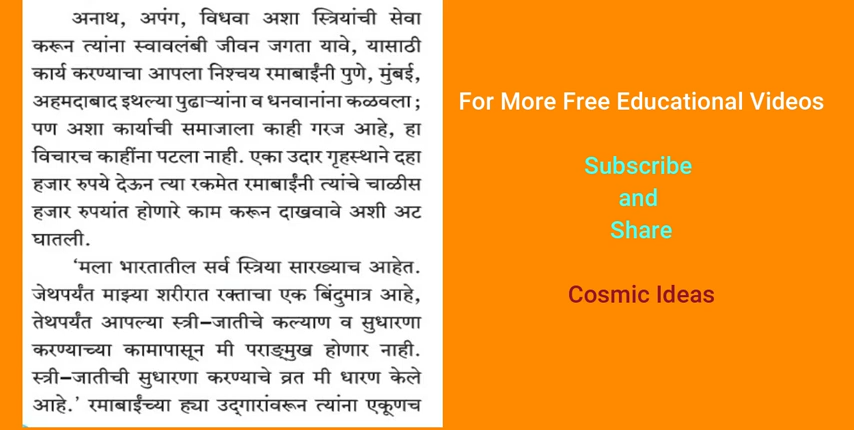 अनाथ, अपंग, विधवा अशा स्त्रियांची सेवा
करून त्यांना स्वावलंबी जीवन जगता यावे, यासाठी
कार्य करण्याचा आपला निश्चय रमाबाईंनी पुणे, मुंबई,
अहमदाबाद इथल्या पुढाऱ्यांना व धनवानांना कळवला;
पण अशा कार्याची समाजाला काही गरज आहे, हा
विचारच काहींना पटला नाही. एका उदार गृहस्थाने दहा
हजार रुपये देऊन त्या रकमेत रमाबाईंनी त्यांचे चाळीस
हजार रुपयांत होणारे काम करून दाखवावे अशी अट
घातली.
‘मला भारतातील सर्व स्त्रिया सारख्याच आहेत.
जेथपर्यंत माझ्या शरीरात रक्ताचा एक बिंदुमात्र आहे,
तेथपर्यंत आपल्या स्त्री–जातीचे कल्याण व सुधारणा
करण्याच्या कामापासून मी पराङ्मुख होणार नाही.
स्त्री–जातीची सुधारणा करण्याचे व्रत मी धारण केले
आहे.’ रमाबाईंच्या ह्या उद्‌गारांवरून त्यांना एकूणच
For More Free Educational Videos
Subscribe
and
Share
Cosmic Ideas